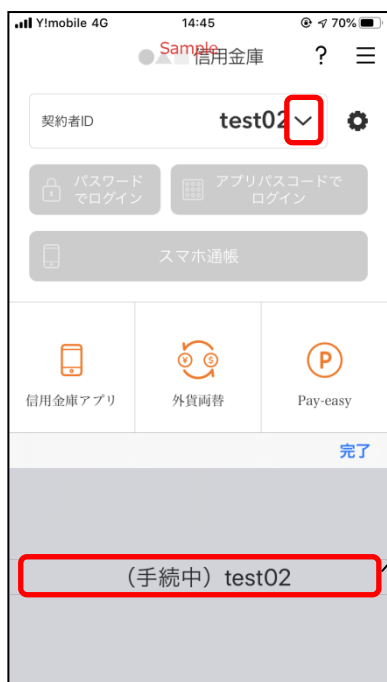 Y!mobile 4G 14:45 70%
Sample
●▲■信用金庫 ?
契約者ID test02
パスワード
でログイン
アプリパスコードで
ログイン
スマホ通帳
信用金庫アプリ 外貨両替 Pay-easy
完了
(手続中) test02